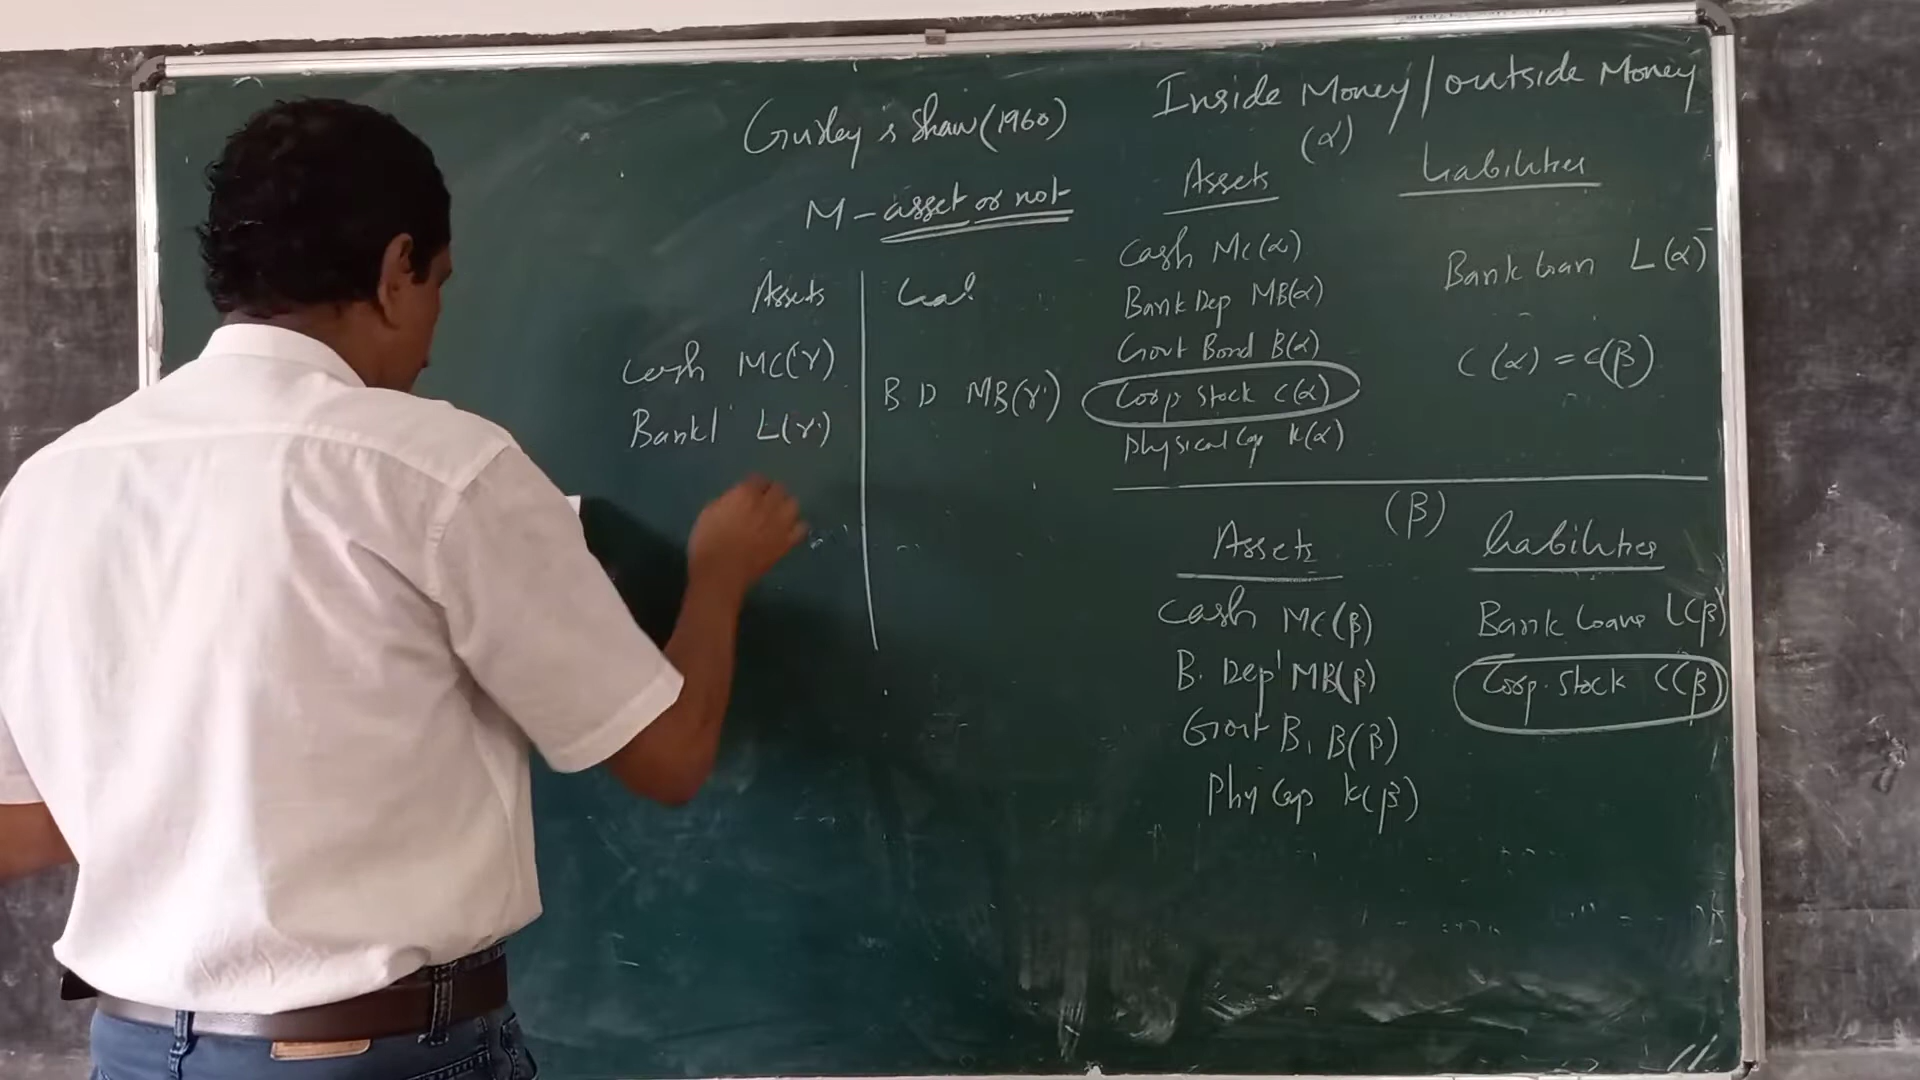 Inside Money/outside Money
Gurley & Shaw (1960)
(α)
Assets Liabilities
M - asset or not
Cash MC(α)
Bank Loan L(α)
Bank Dep MB(α)
Govt Bond B(α)
C(α) = C(β)
Corp Stock C(α)
Physical Cap K(α)
Assets Lia!
Cash MC(γ)
B D MB(γ)
Bank L(γ)
(β)
Assets Liabilities
Cash MC(β) Bank Loans L(β)
B. Dep MB(β) Corp. Stock C(β)
Govt B. B(β)
Phy Cap K(β)